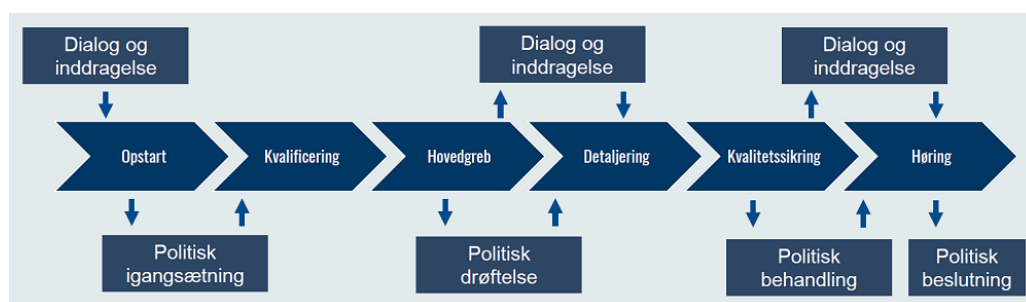 Dialog og
inddragelse
Dialog og
inddragelse
Dialog og
inddragelse
Opstart
Kvalificering
Hovedgreb
Detaljering
Kvalitetssikring
Høring
Politisk
igangsætning
Politisk
drøftelse
Politisk
behandling
Politisk
beslutning